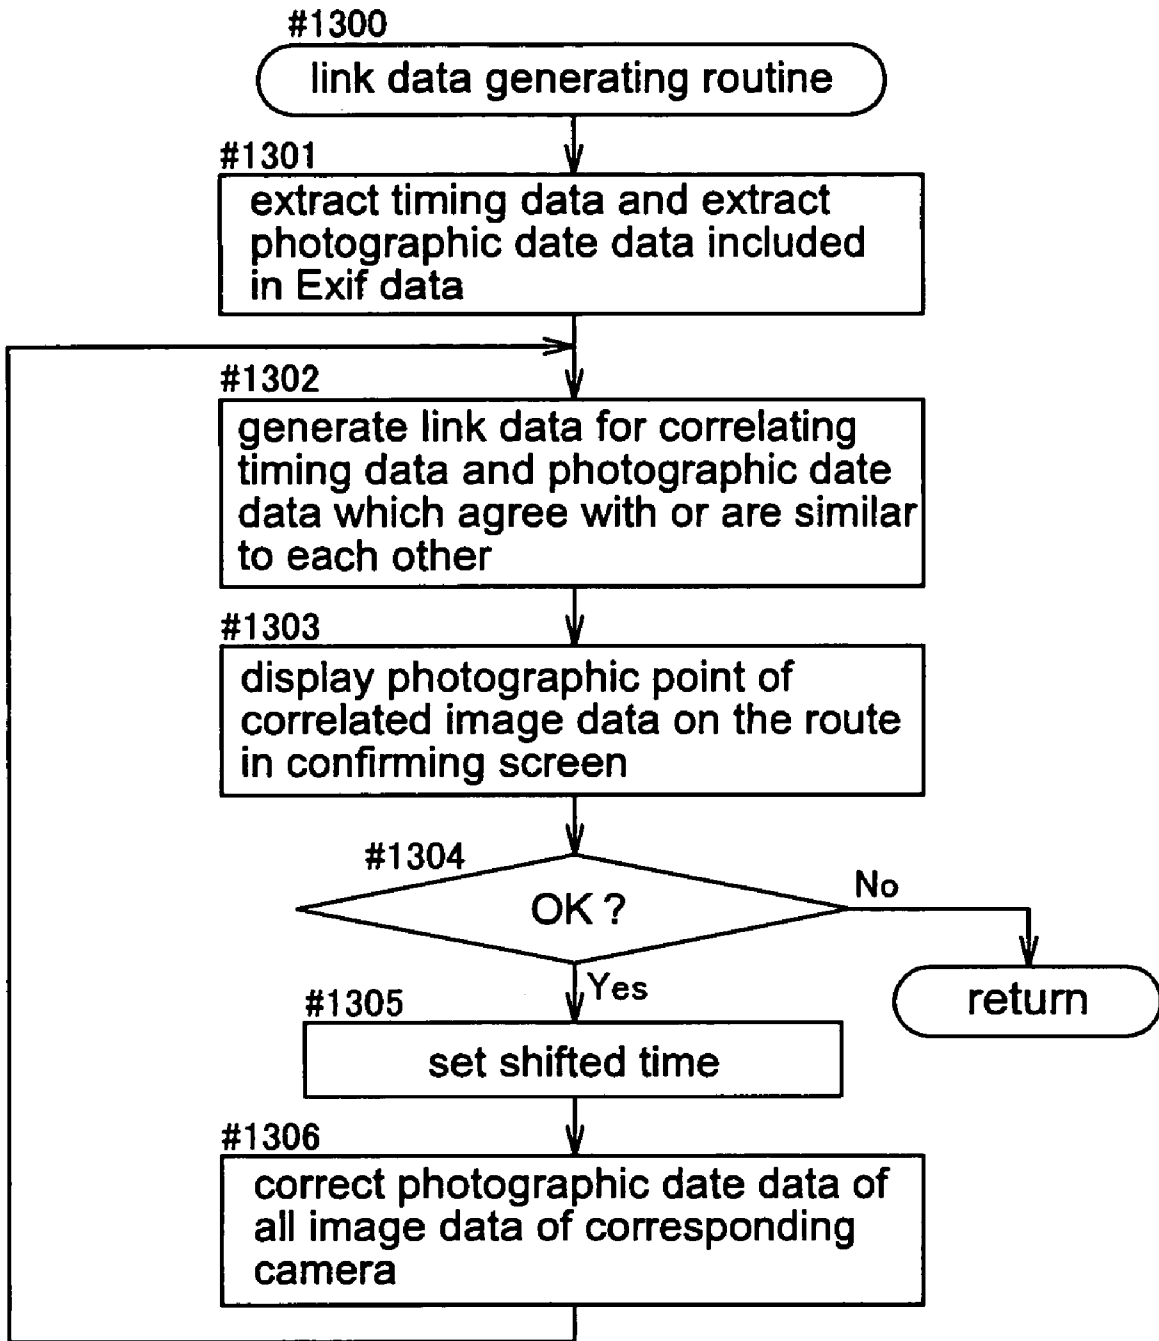 #1300
link data generating routine
#1301
extract timing data and extract
photographic date data included
in Exif data
#1302
generate link data for correlating
timing data and photographic date
data which agree with or are similar
to each other
#1303
display photographic point of
correlated image data on the route
in confirming screen
#1304
OK ?
No
return
Yes
#1305
set shifted time
#1306
correct photographic date data of
all image data of corresponding
camera